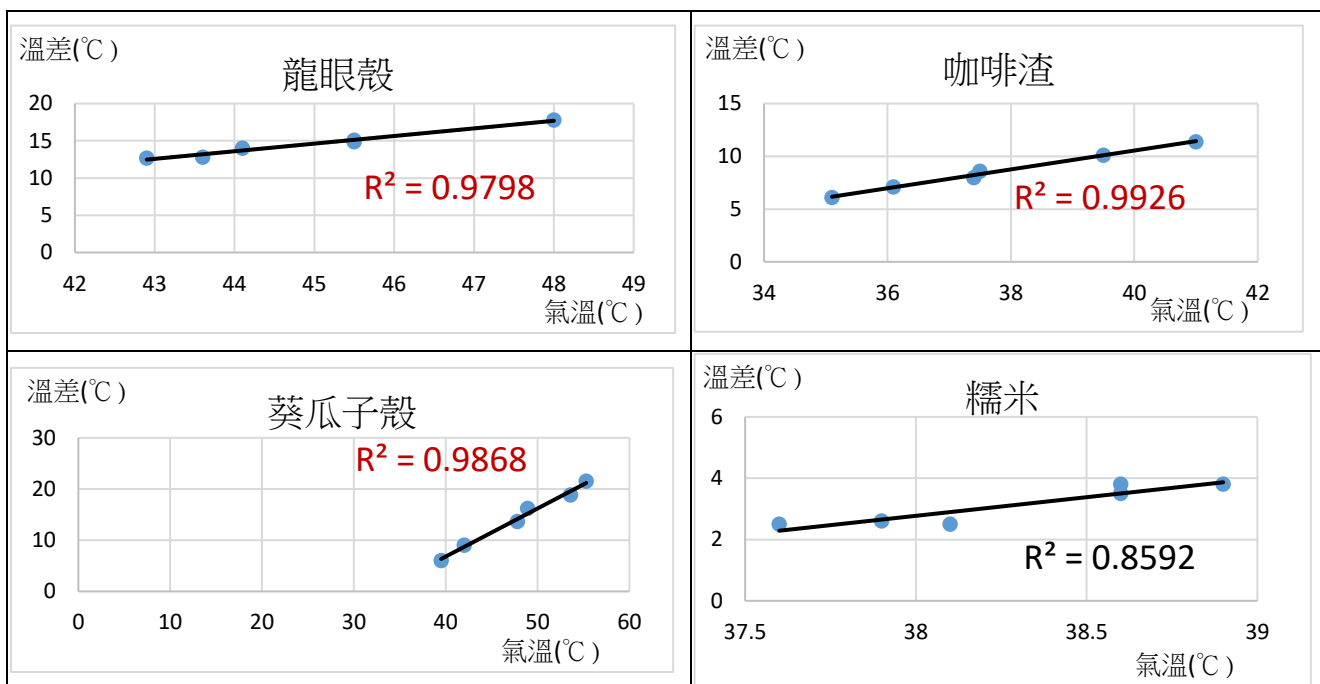 溫差(℃)
龍眼殼
20
15
10
5
0
R² = 0.9798
42 43 44 45 46 47 48 49
氣溫(℃)
溫差(℃)
咖啡渣
15
10
5
0
R² = 0.9926
34 36 38 40 42
氣溫(℃)
溫差(℃)
葵瓜子殼
30
20
10
0
R² = 0.9868
0 10 20 30 40 50 60
氣溫(℃)
溫差(℃)
糯米
6
4
2
0
R² = 0.8592
37.5 38 38.5 39
氣溫(℃)